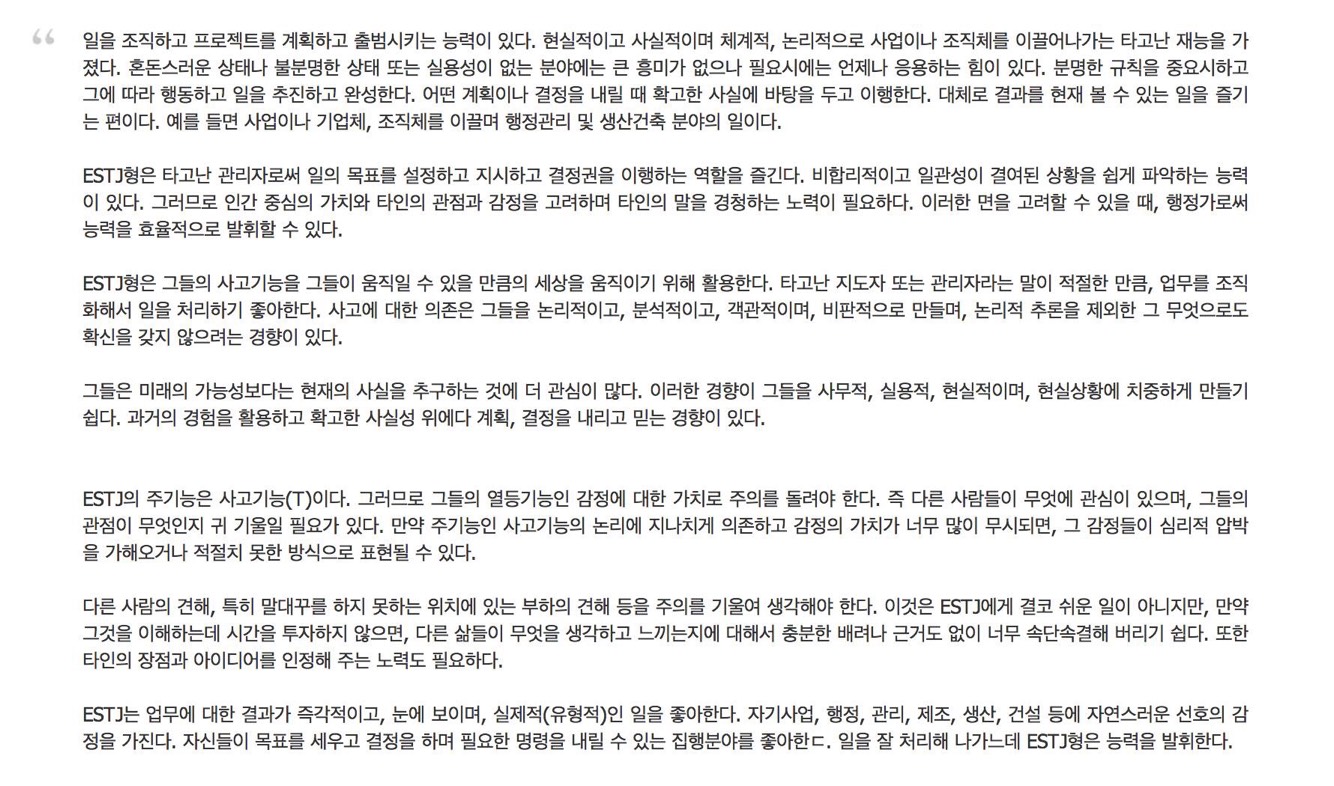 “
일을 조직하고 프로젝트를 계획하고 출범시키는 능력이 있다. 현실적이고 사실적이며 체계적, 논리적으로 사업이나 조직체를 이끌어나가는 타고난 재능을 가
졌다. 혼돈스러운 상태나 불분명한 상태 또는 실용성이 없는 분야에는 큰 흥미가 없으나 필요시에는 언제나 응용하는 힘이 있다. 분명한 규칙을 중요시하고
그에 따라 행동하고 일을 추진하고 완성한다. 어떤 계획이나 결정을 내릴 때 확고한 사실에 바탕을 두고 이행한다. 대체로 결과를 현재 볼 수 있는 일을 즐기
는 편이다. 예를 들면 사업이나 기업체, 조직체를 이끌며 행정관리 및 생산건축 분야의 일이다.
ESTJ형은 타고난 관리자로써 일의 목표를 설정하고 지시하고 결정권을 이행하는 역할을 즐긴다. 비합리적이고 일관성이 결여된 상황을 쉽게 파악하는 능력
이 있다. 그러므로 인간 중심의 가치와 타인의 관점과 감정을 고려하며 타인의 말을 경청하는 노력이 필요하다. 이러한 면을 고려할 수 있을 때, 행정가로써
능력을 효율적으로 발휘할 수 있다.
ESTJ형은 그들의 사고기능을 그들이 움직일 수 있을 만큼의 세상을 움직이기 위해 활용한다. 타고난 지도자 또는 관리자라는 말이 적절한 만큼, 업무를 조직
화해서 일을 처리하기 좋아한다. 사고에 대한 의존은 그들을 논리적이고, 분석적이고, 객관적이며, 비판적으로 만들며, 논리적 추론을 제외한 그 무엇으로도
확신을 갖지 않으려는 경향이 있다.
그들은 미래의 가능성보다는 현재의 사실을 추구하는 것에 더 관심이 많다. 이러한 경향이 그들을 사무적, 실용적, 현실적이며, 현실상황에 치중하게 만들기
쉽다. 과거의 경험을 활용하고 확고한 사실성 위에다 계획, 결정을 내리고 믿는 경향이 있다.
ESTJ의 주기능은 사고기능(T)이다. 그러므로 그들의 열등기능인 감정에 대한 가치로 주의를 돌려야 한다. 즉 다른 사람들이 무엇에 관심이 있으며, 그들의
관점이 무엇인지 귀 기울일 필요가 있다. 만약 주기능인 사고기능의 논리에 지나치게 의존하고 감정의 가치가 너무 많이 무시되면, 그 감정들이 심리적 압박
을 가해오거나 적절치 못한 방식으로 표현될 수 있다.
다른 사람의 견해, 특히 말대꾸를 하지 못하는 위치에 있는 부하의 견해 등을 주의를 기울여 생각해야 한다. 이것은 ESTJ에게 결코 쉬운 일이 아니지만, 만약
그것을 이해하는데 시간을 투자하지 않으면, 다른 삶들이 무엇을 생각하고 느끼는지에 대해서 충분한 배려나 근거도 없이 너무 속단속결해 버리기 쉽다. 또한
타인의 장점과 아이디어를 인정해 주는 노력도 필요하다.
ESTJ는 업무에 대한 결과가 즉각적이고, 눈에 보이며, 실제적(유형적)인 일을 좋아한다. 자기사업, 행정, 관리, 제조, 생산, 건설 등에 자연스러운 선호의 감
정을 가진다. 자신들이 목표를 세우고 결정을 하며 필요한 명령을 내릴 수 있는 집행분야를 좋아한ㄷ. 일을 잘 처리해 나가느데 ESTJ형은 능력을 발휘한다.